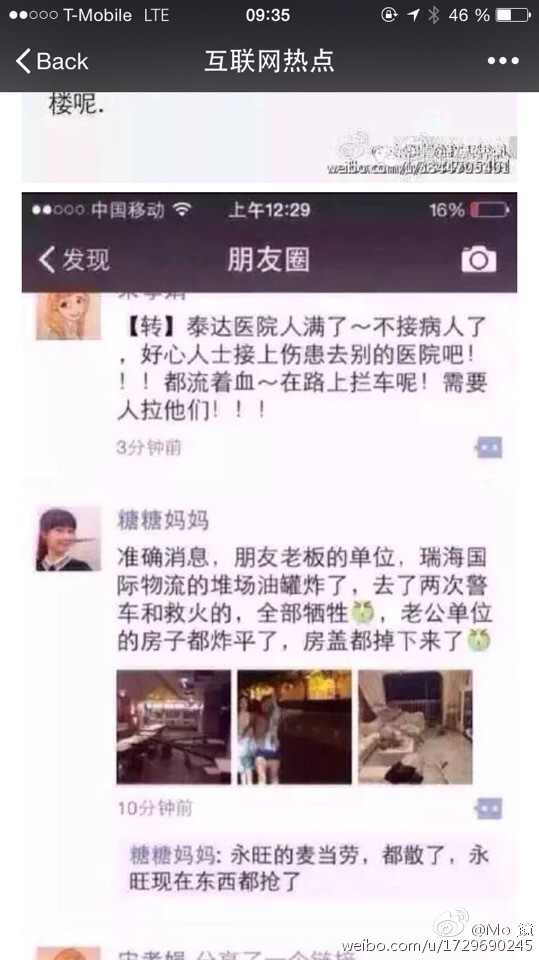 T-Mobile LTE 09:35 46 %
Back 互联网热点
楼呢.
中国移动 上午12:29 16%
发现 朋友圈
【转】泰达医院人满了~不接病人了
，好心人士接上伤患去别的医院吧！
！！都流着血~在路上拦车呢！需要
人拉他们！！！
3分钟前
糖糖妈妈
准确消息，朋友老板的单位，瑞海国
际物流的堆场油罐炸了，去了两次警
车和救火的，全部牺牲，老公单位
的房子都炸平了，房盖都掉下来了
10分钟前
糖糖妈妈: 永旺的麦当劳，都散了，永
旺现在东西都抢了
分享了一个链接
weibo.com/u/1729690245